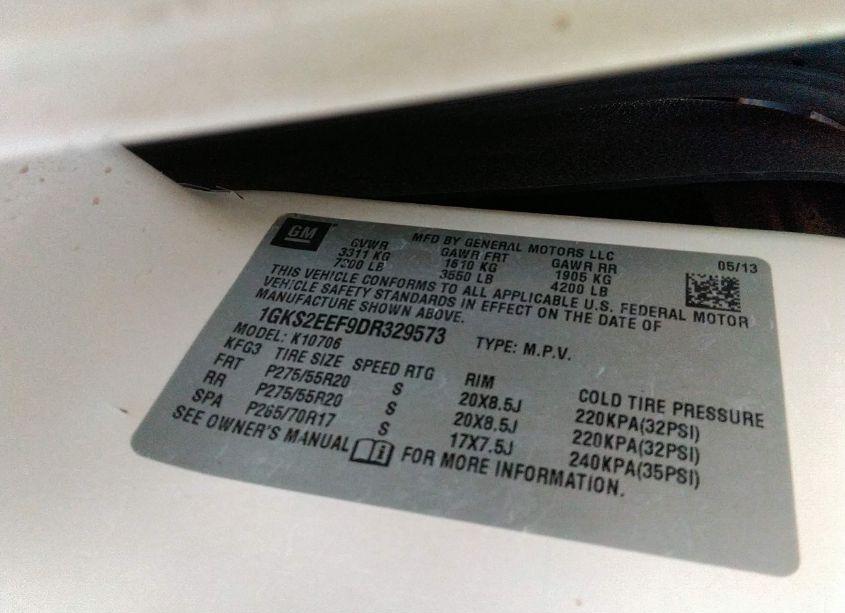 GM
MFD BY GENERAL MOTORS LLC
05/13
GVWR GAWR FRT GAWR RR
3311 KG 1610 KG 1905 KG
7300 LB 3550 LB 4200 LB
THIS VEHICLE CONFORMS TO ALL APPLICABLE U.S. FEDERAL MOTOR
VEHICLE SAFETY STANDARDS IN EFFECT ON THE DATE OF
MANUFACTURE SHOWN ABOVE.
1GKS2EEF9DR329573 TYPE: M.P.V.
MODEL: K10706
KFG3 TIRE SIZE SPEED RTG RIM COLD TIRE PRESSURE
FRT P275/55R20 S 20X8.5J 220KPA(32PSI)
RR P275/55R20 S 20X8.5J 220KPA(32PSI)
SPA P265/70R17 S 17X7.5J 240KPA(35PSI)
SEE OWNER'S MANUAL FOR MORE INFORMATION.